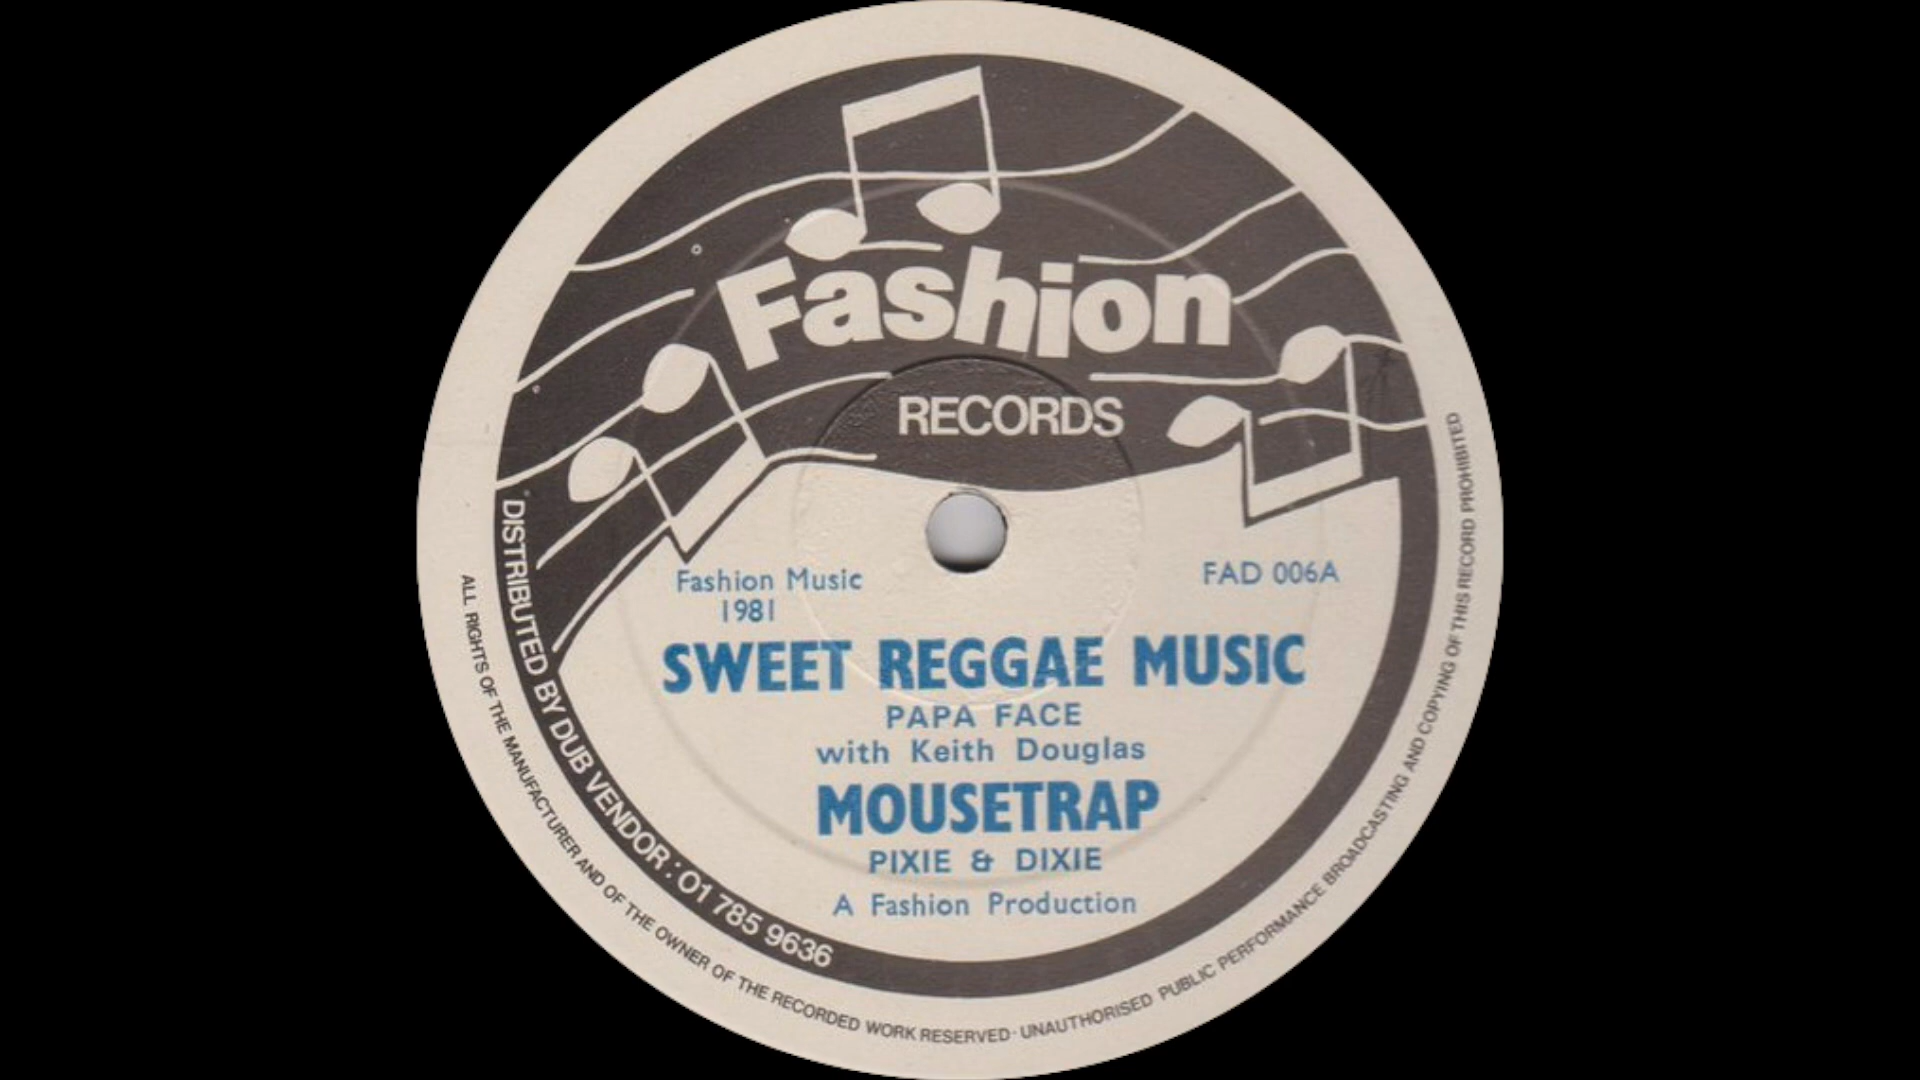 Fashion
RECORDS
Fashion Music
1981
FAD 006A
SWEET REGGAE MUSIC
PAPA FACE
with Keith Douglas
MOUSETRAP
PIXIE & DIXIE
A Fashion Production
DISTRIBUTED BY DUB VENDOR : 01 785 9636
ALL RIGHTS OF THE MANUFACTURER AND OF THE OWNER OF THE RECORDED WORK RESERVED · UNAUTHORISED PUBLIC PERFORMANCE BROADCASTING AND COPYING OF THIS RECORD PROHIBITED